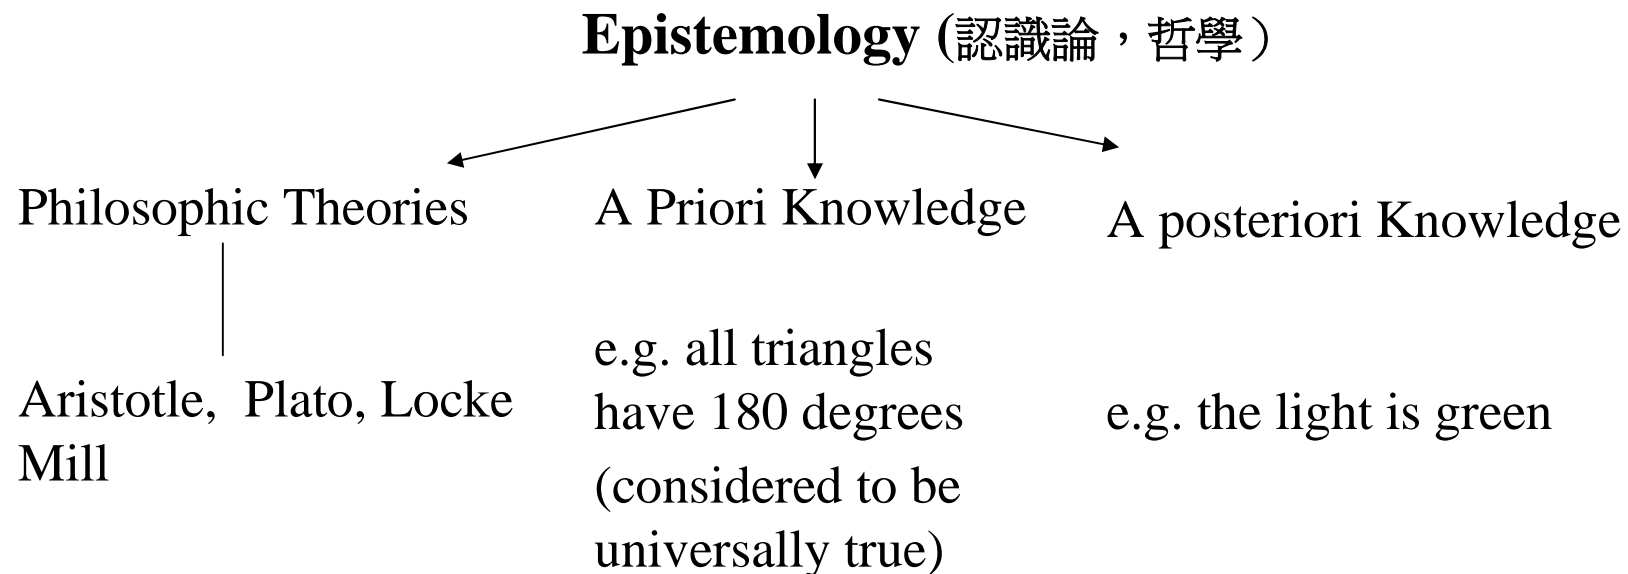 Epistemology (認識論，哲學）
Philosophic Theories
A Priori Knowledge
A posteriori Knowledge
Aristotle,  Plato, Locke
Mill
e.g. all triangles
have 180 degrees
(considered to be
universally true)
e.g. the light is green